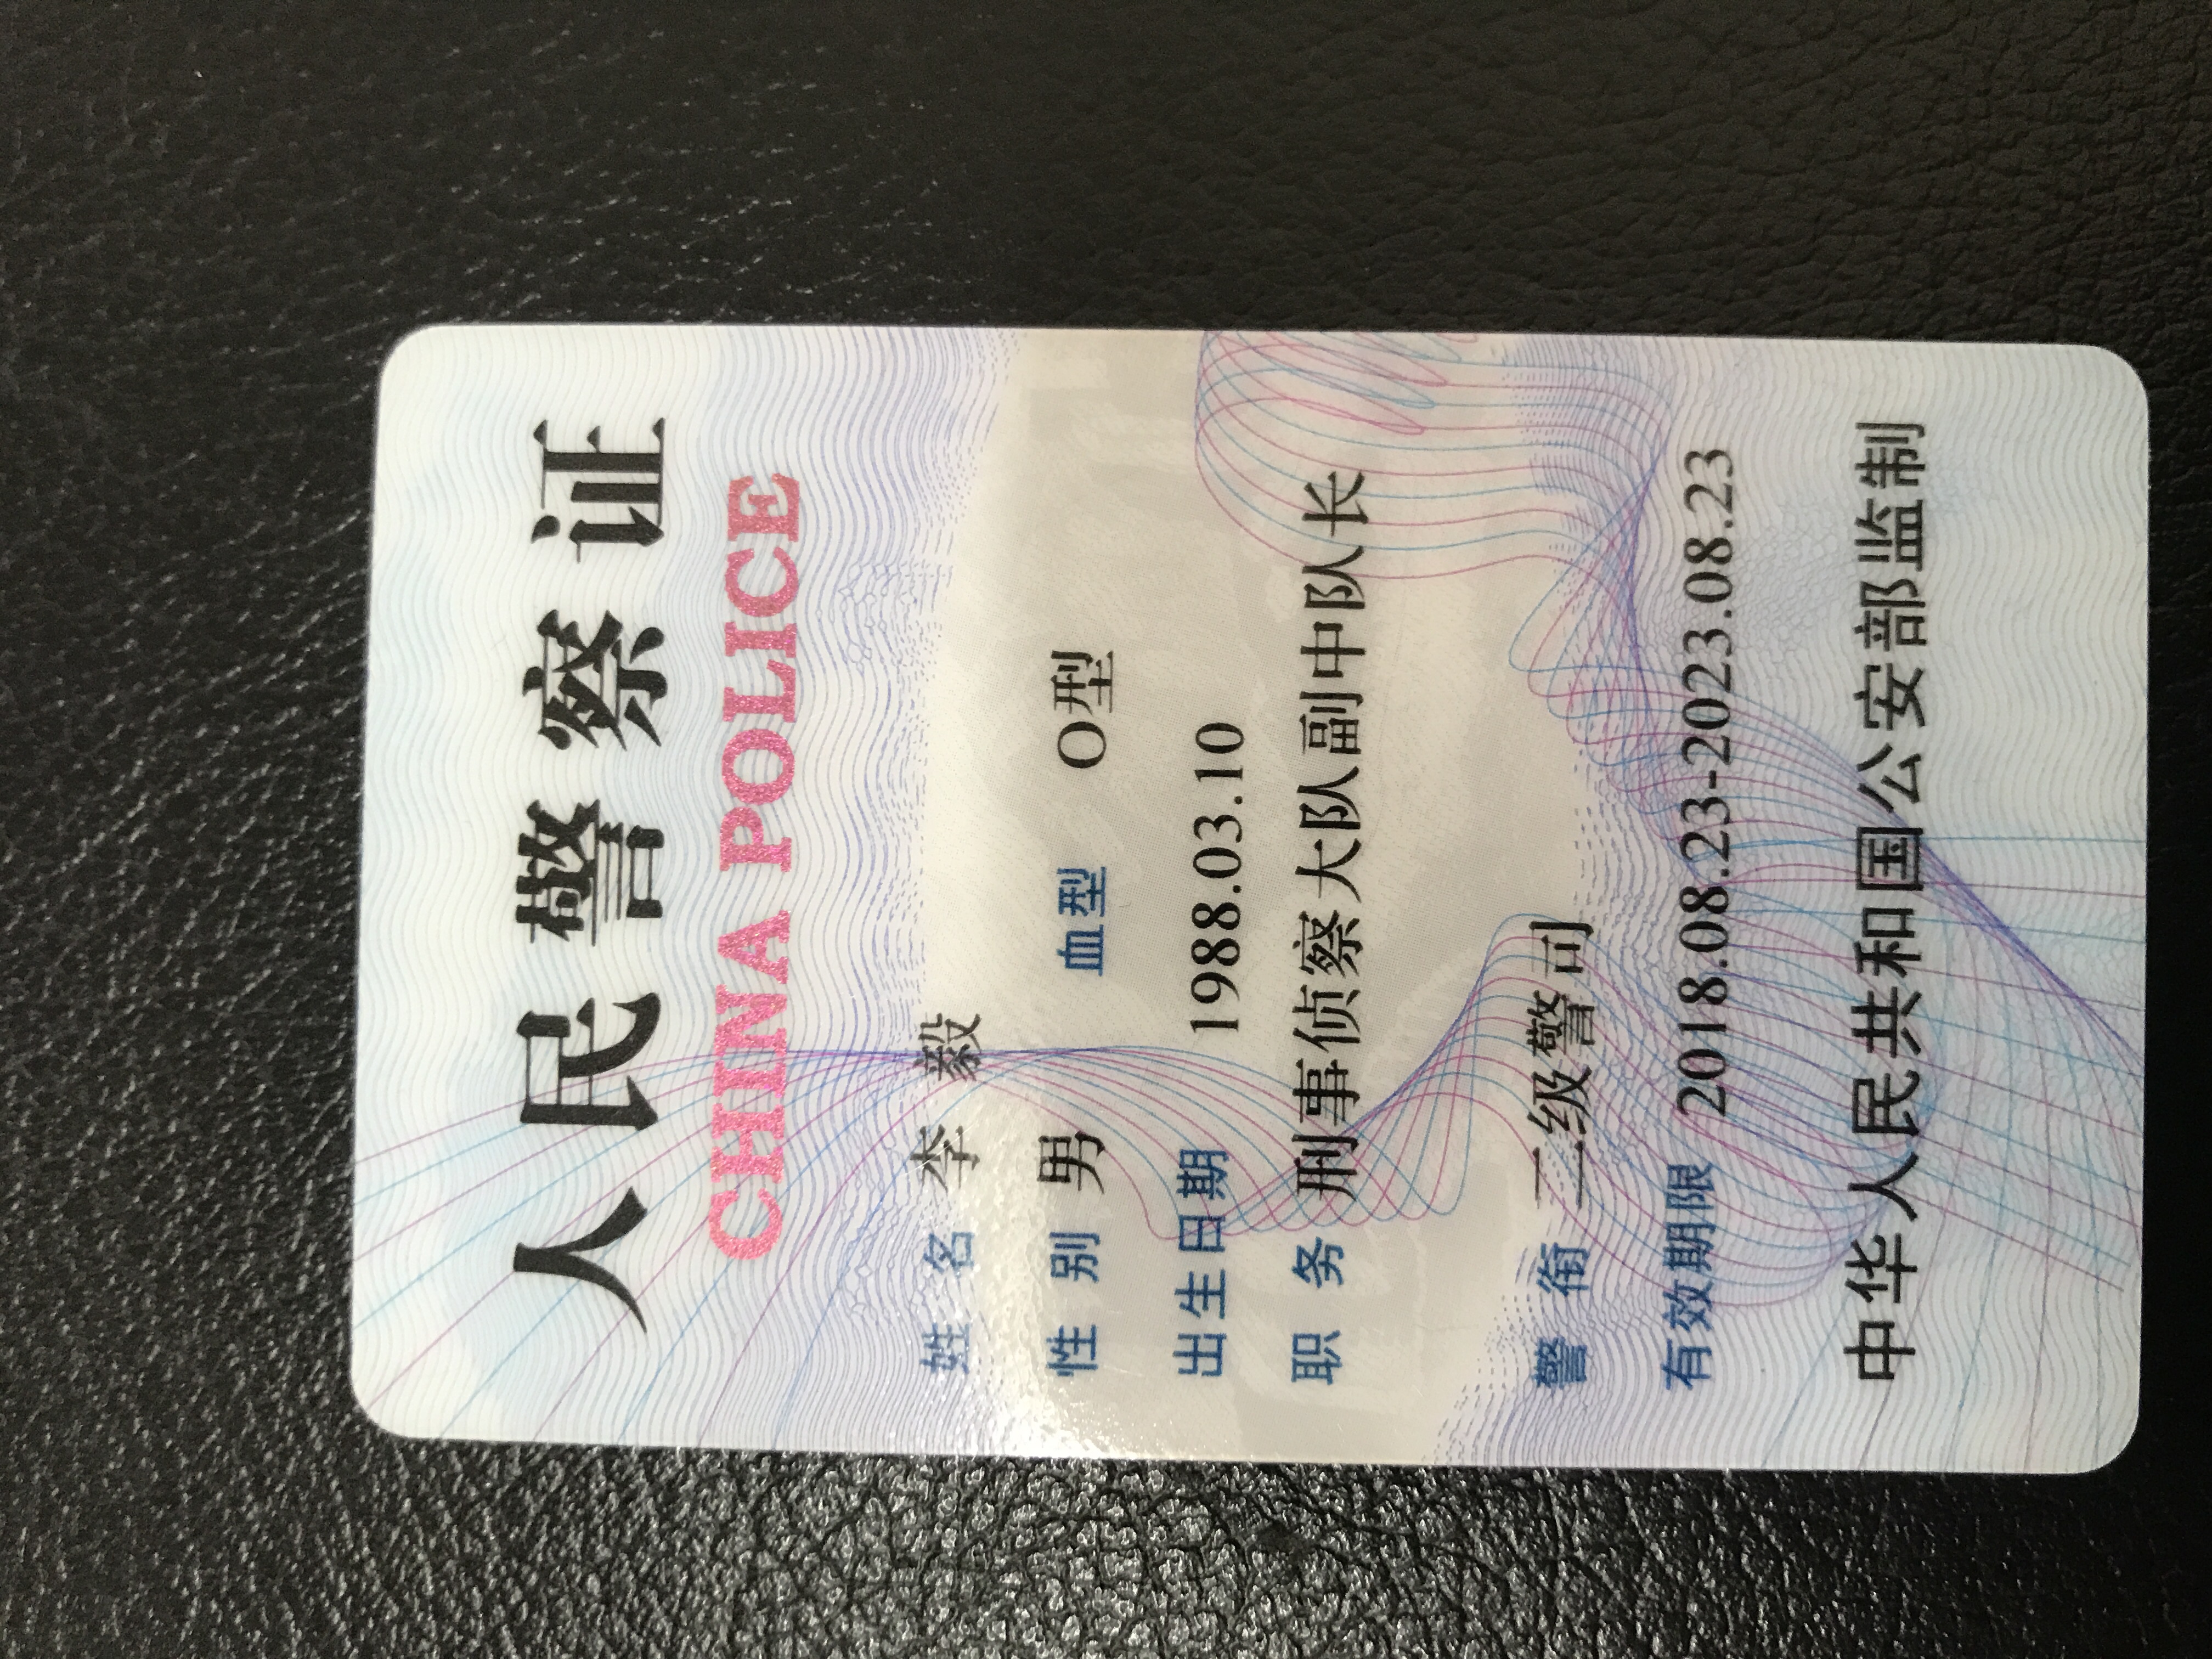 人民警察证
CHINA POLICE
姓名 李毅
性别 男 血型 O型
出生日期 1988.03.10
职务 刑事侦察大队副中队长
警衔 二级警司
有效期限 2018.08.23-2023.08.23
中华人民共和国公安部监制